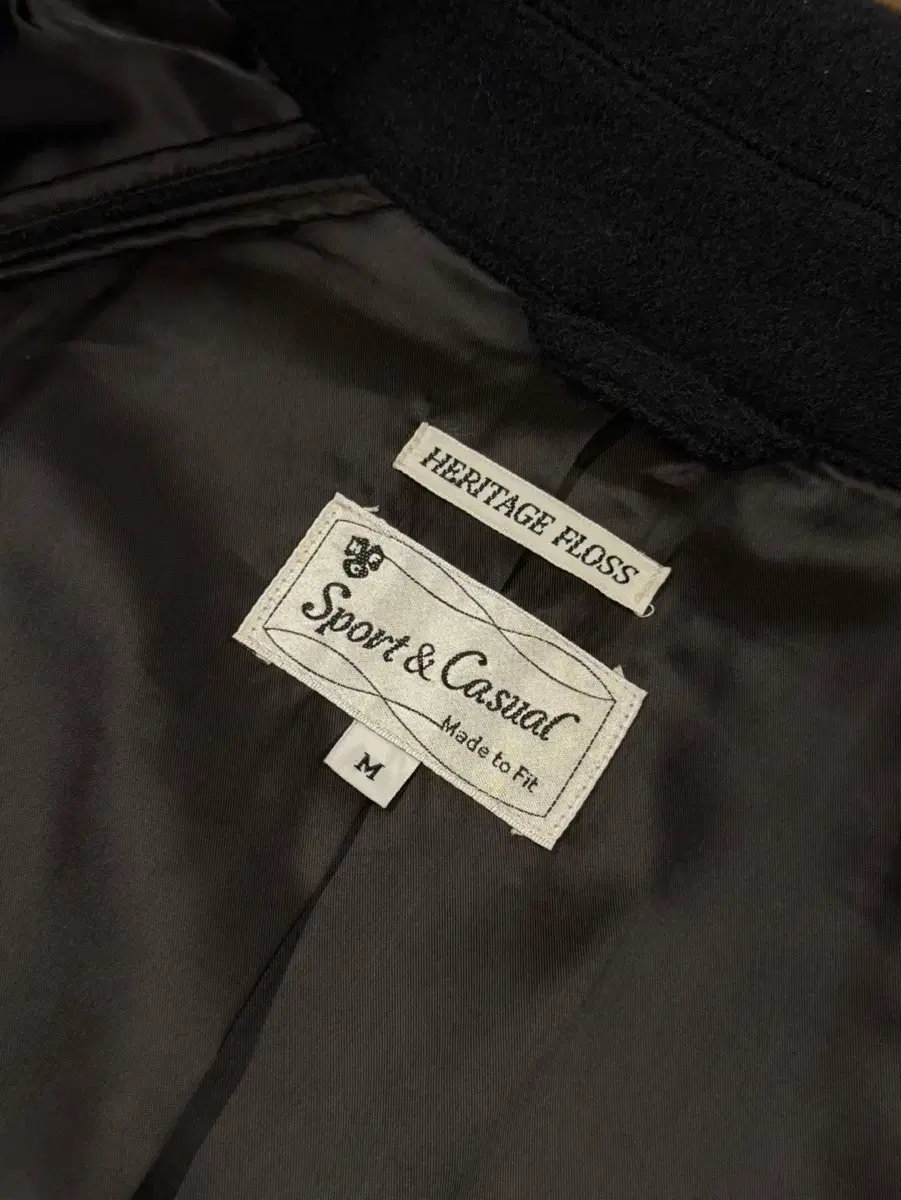 HERITAGE FLOSS
Sport & Casual
Made to Fit
M